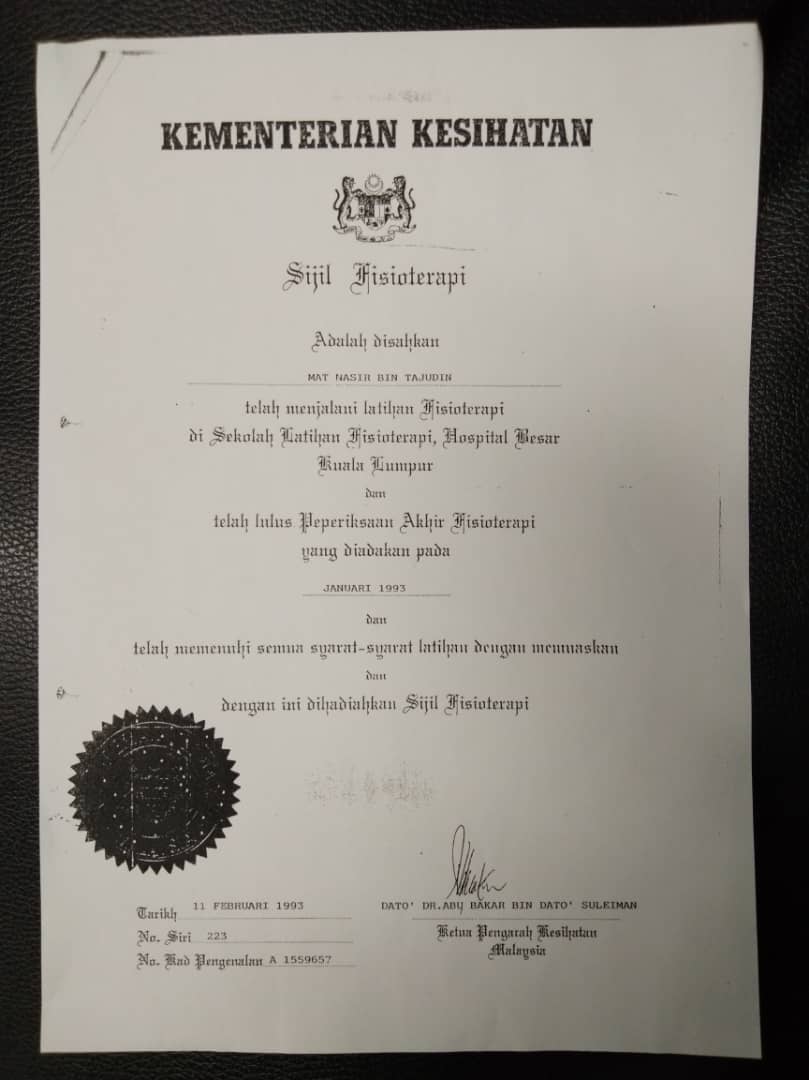 KEMENTERIAN KESIHATAN
Sijil Fisioterapi
Adalah disahkan
MAT NASIR BIN TAJUDIN
telah menjalani latihan Fisioterapi
di Sekolah Latihan Fisioterapi, Hospital Besar
Kuala Lumpur
dan
telah lulus Peperiksaan Akhir Fisioterapi
yang diadakan pada
JANUARI 1993
dan
telah memenuhi semua syarat-syarat latihan dengan memuaskan
dan
dengan ini dihadiahkan Sijil Fisioterapi
Tarikh 11 FEBRUARI 1993
No. Siri 223
No. Kad Pengenalan A 1559657
DATO' DR.ABU BAKAR BIN DATO' SULEIMAN
Ketua Pengarah Kesihatan
Malaysia